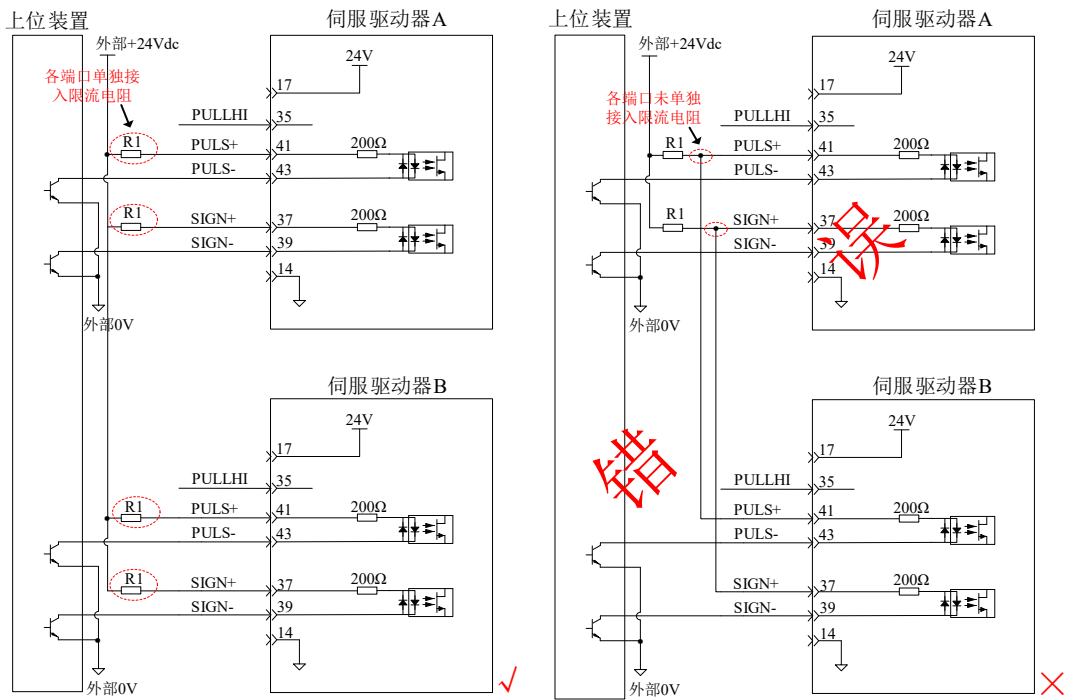 上位装置
伺服驱动器A
外部+24Vdc
各端口单独接
入限流电阻
24V
17
PULLHI
35
R1
PULS+
41
200Ω
PULS-
43
R1
SIGN+
37
200Ω
SIGN-
39
14
外部0V
伺服驱动器B
24V
17
PULLHI
35
R1
PULS+
41
200Ω
PULS-
43
R1
SIGN+
37
200Ω
SIGN-
39
14
外部0V
√
上位装置
伺服驱动器A
外部+24Vdc
各端口未单独
接入限流电阻
24V
17
PULLHI
35
R1
PULS+
41
200Ω
PULS-
43
R1
SIGN+
37
200Ω
SIGN-
39
14
外部0V
错误
伺服驱动器B
24V
17
PULLHI
35
PULS+
41
200Ω
PULS-
43
SIGN+
37
200Ω
SIGN-
39
14
外部0V
×